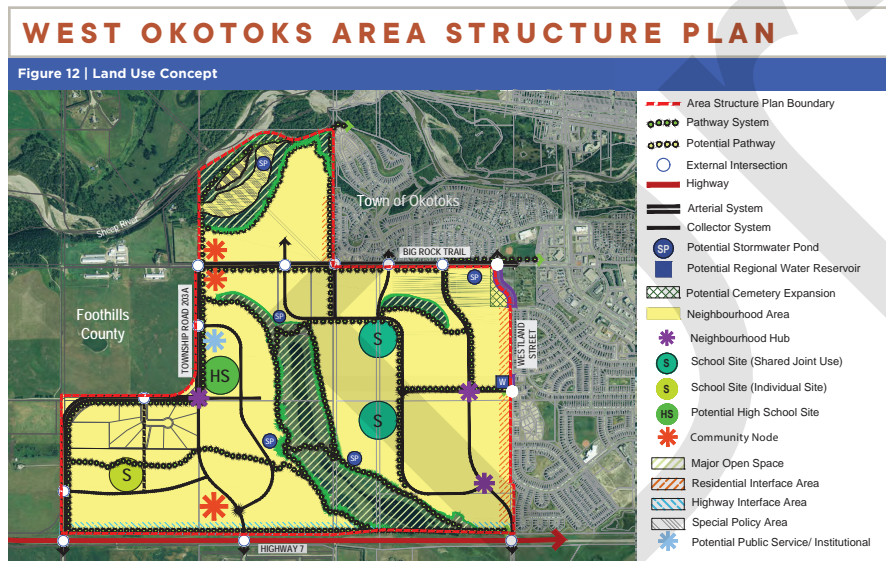 WEST OKOTOKS AREA STRUCTURE PLAN
Figure 12 | Land Use Concept
Sheep River
Town of Okotoks
BIG ROCK TRAIL
Foothills
County
TOWNSHIP ROAD 203A
WESTLAND
STREET
HIGHWAY 7
SP
SP
SP
SP
SP
S
S
S
HS
W
Area Structure Plan Boundary
Pathway System
Potential Pathway
External Intersection
Highway
Arterial System
Collector System
SP Potential Stormwater Pond
Potential Regional Water Reservoir
Potential Cemetery Expansion
Neighbourhood Area
Neighbourhood Hub
S School Site (Shared Joint Use)
S School Site (Individual Site)
HS Potential High School Site
Community Node
Major Open Space
Residential Interface Area
Highway Interface Area
Special Policy Area
Potential Public Service/ Institutional